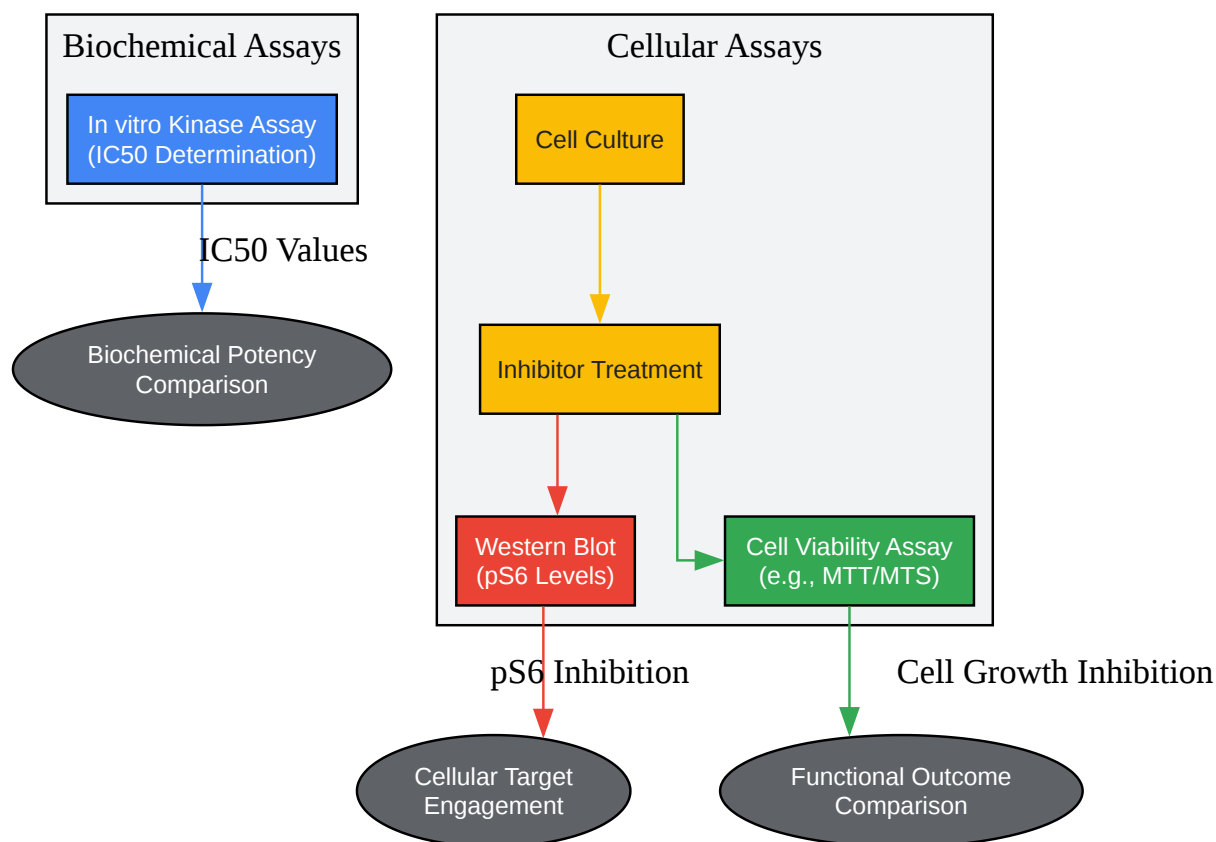 Biochemical Assays
In vitro Kinase Assay
(IC50 Determination)
IC50 Values
Biochemical Potency
Comparison
Cellular Assays
Cell Culture
Inhibitor Treatment
Western Blot
(pS6 Levels)
Cell Viability Assay
(e.g., MTT/MTS)
pS6 Inhibition
Cell Growth Inhibition
Cellular Target
Engagement
Functional Outcome
Comparison